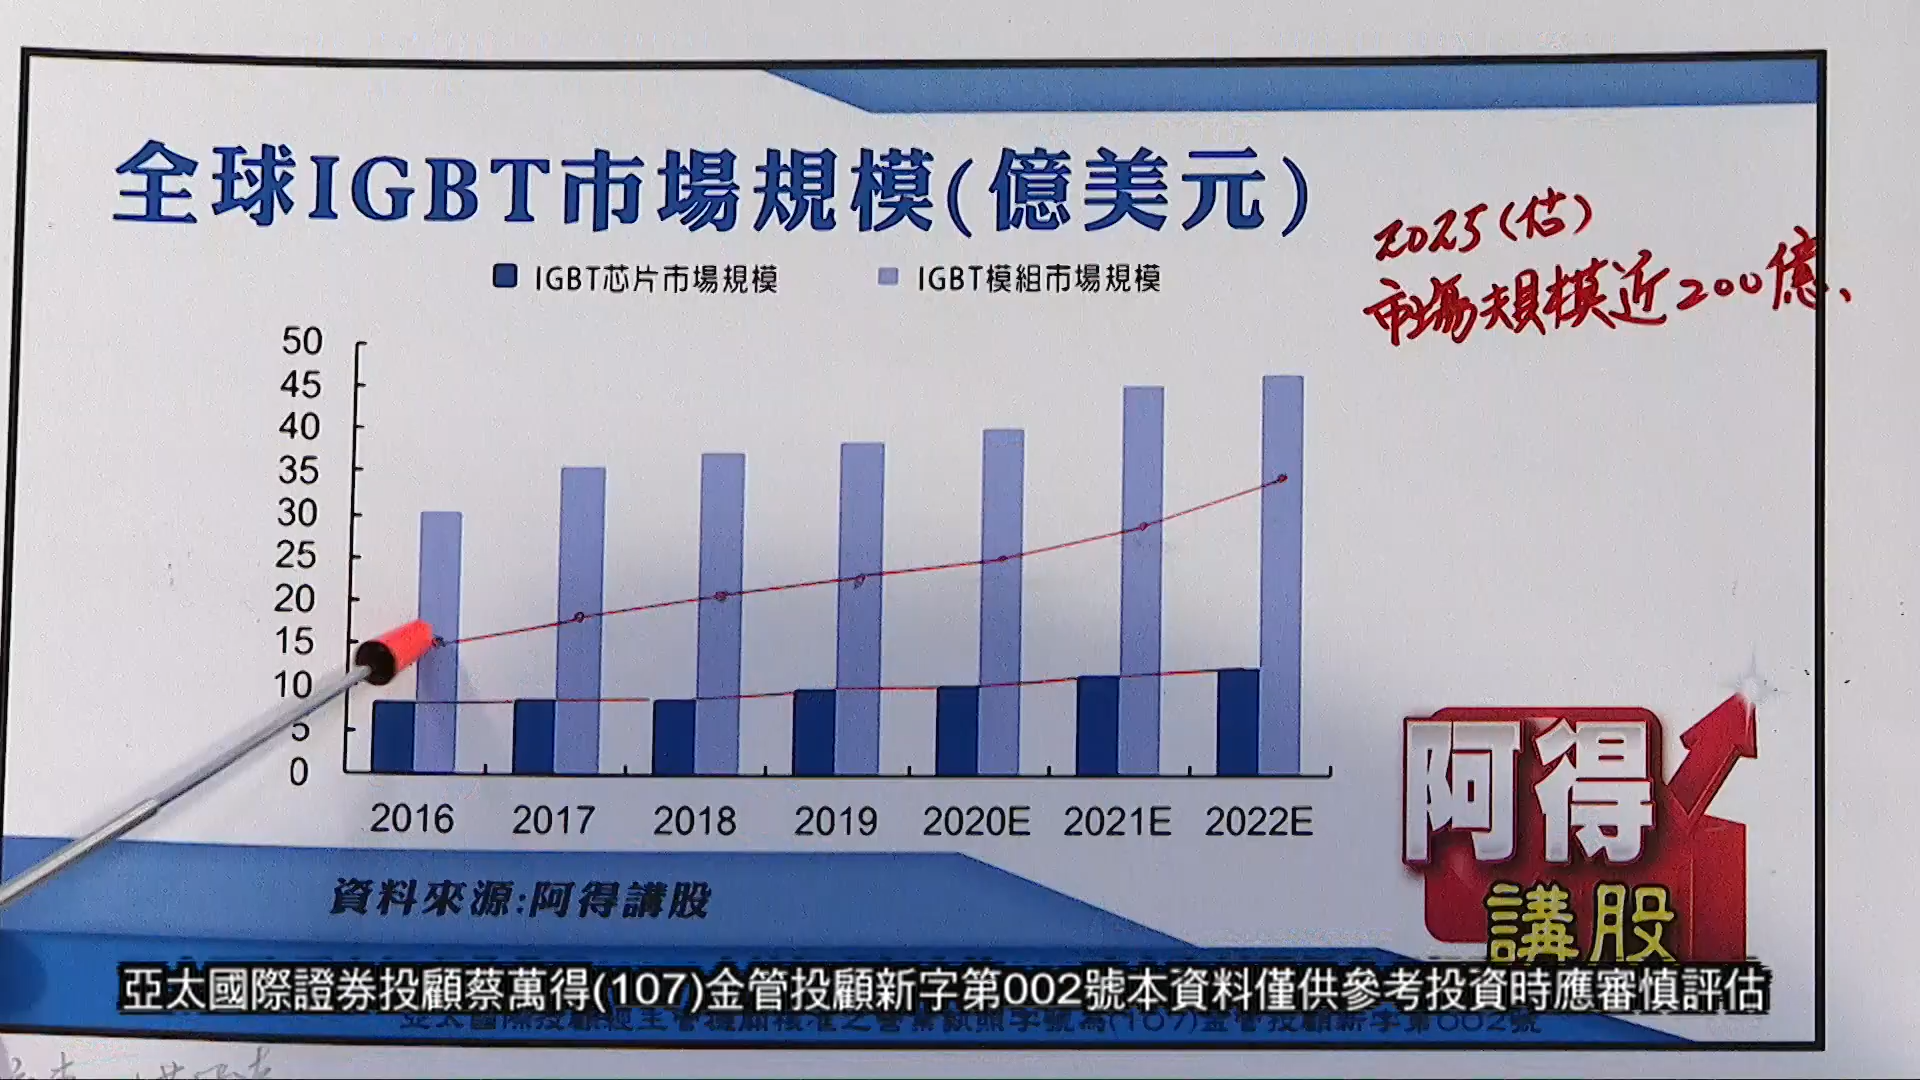 全球IGBT市場規模(億美元)
2025(估)
市場規模近200億、
IGBT芯片市場規模
IGBT模組市場規模
50
45
40
35
30
25
20
15
10
5
0
2016 2017 2018 2019 2020E 2021E 2022E
資料來源:阿得講股
阿得
講股
亞太國際證券投顧蔡萬得(107)金管投顧新字第002號本資料僅供參考投資時應審慎評估